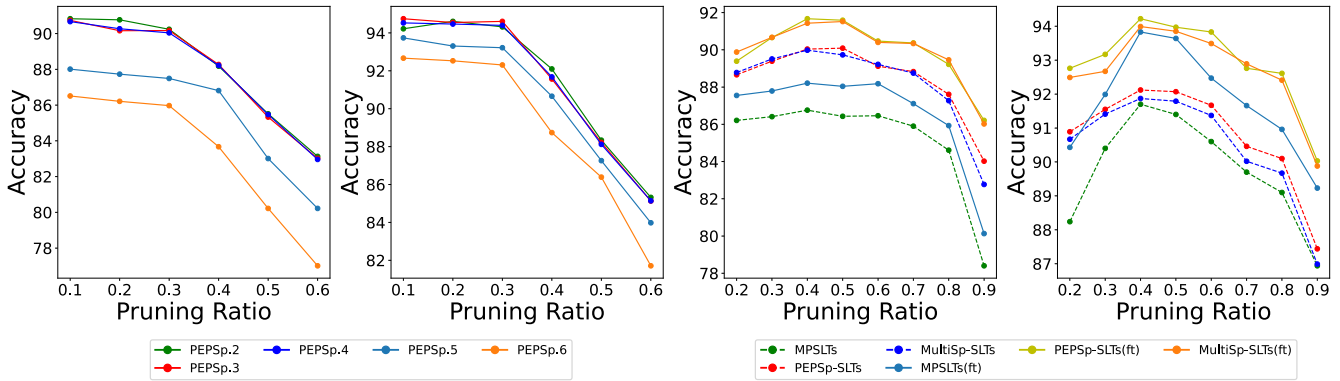 Accuracy
90
88
86
84
82
80
78
0.1 0.2 0.3 0.4 0.5 0.6
Pruning Ratio
94
92
90
88
86
84
82
0.1 0.2 0.3 0.4 0.5 0.6
Pruning Ratio
Accuracy
92
90
88
86
84
82
80
78
0.2 0.3 0.4 0.5 0.6 0.7 0.8 0.9
Pruning Ratio
Accuracy
94
93
92
91
90
89
88
87
0.2 0.3 0.4 0.5 0.6 0.7 0.8 0.9
Pruning Ratio
Accuracy
PEPSp.2 PEPSp.4 PEPSp.5 PEPSp.6
PEPSp.3
MPSLTs MultiSp-SLTs PEPSp-SLTs(ft) MultiSp-SLTs(ft)
PEPSp-SLTs MPSLTs(ft)